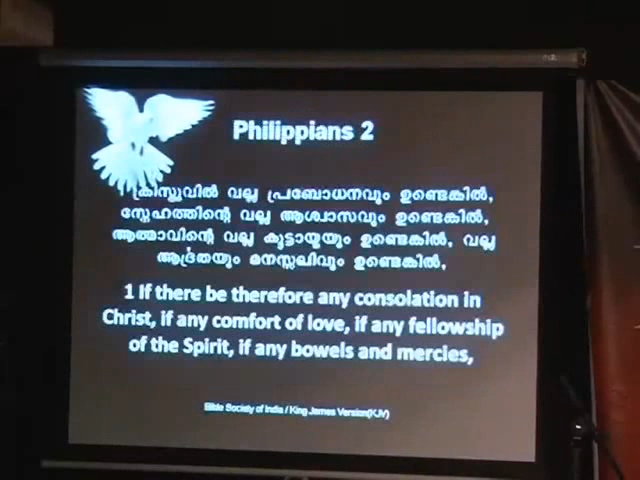 Philippians 2
ക്രിസ്തുവിൽ വല്ല പ്രബോധനവും ഉണ്ടെങ്കിൽ,
സ്നേഹത്തിന്റെ വല്ല ആശ്വാസവും ഉണ്ടെങ്കിൽ,
ആത്മാവിന്റെ വല്ല കൂട്ടായ്മയും ഉണ്ടെങ്കിൽ, വല്ല
ആർദ്രതയും മനസ്സലിവും ഉണ്ടെങ്കിൽ,
1 If there be therefore any consolation in
Christ, if any comfort of love, if any fellowship
of the Spirit, if any bowels and mercies,
Bible Society of India / King James Version(KJV)